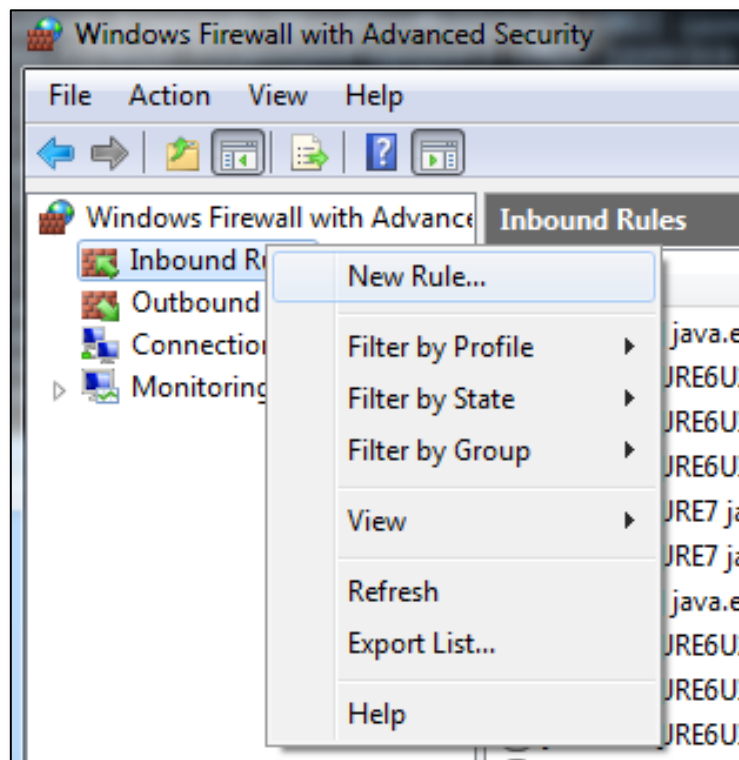 Windows Firewall with Advanced Security
File Action View Help
Windows Firewall with Advance
Inbound Rules
Inbound R
Outbound
Connection
Monitoring
New Rule...
Filter by Profile
Filter by State
Filter by Group
View
Refresh
Export List...
Help
java.e
JRE6U
JRE6U
JRE6U
JRE7 ja
JRE7 ja
java.e
JRE6U
JRE6U
JRE6U